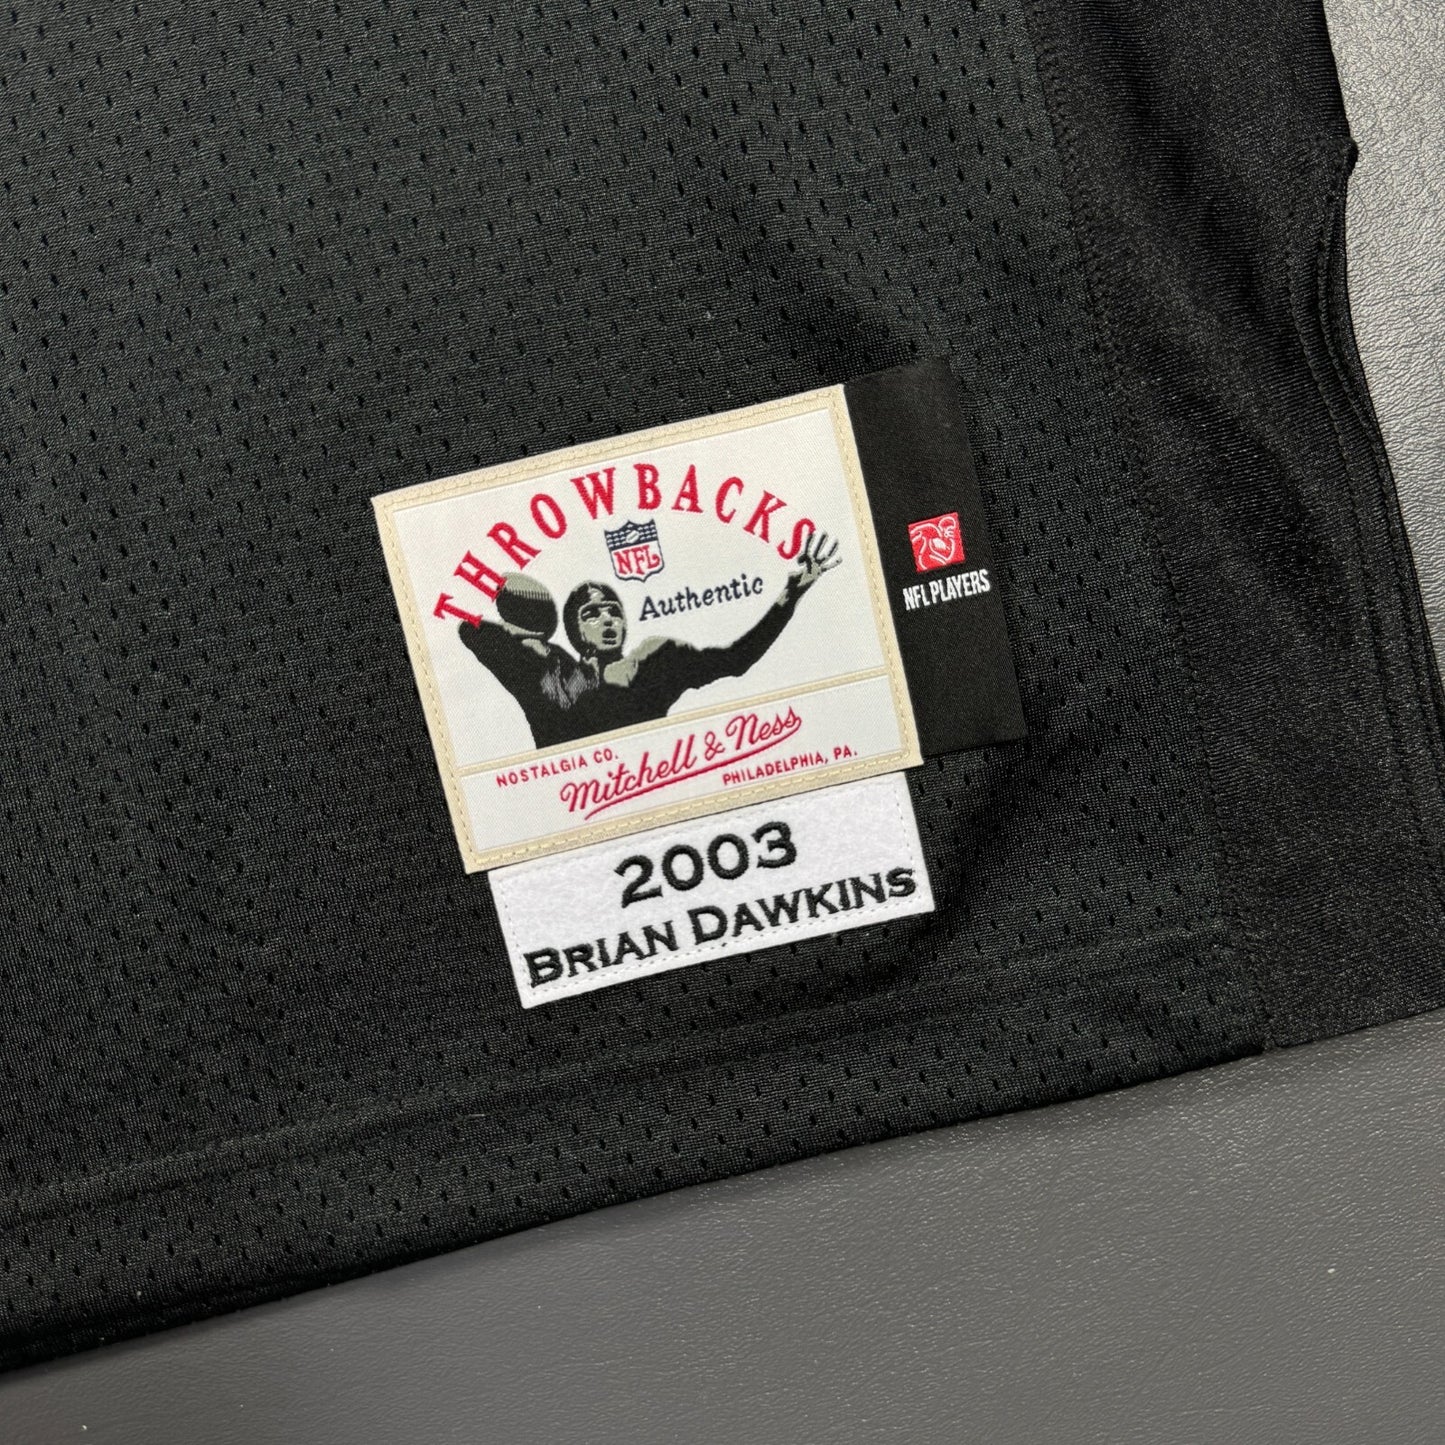 THROWBACKS
NFL
Authentic
NFL PLAYERS
NOSTALGIA CO.
Mitchell & Ness
PHILADELPHIA, PA.
2003
BRIAN DAWKINS